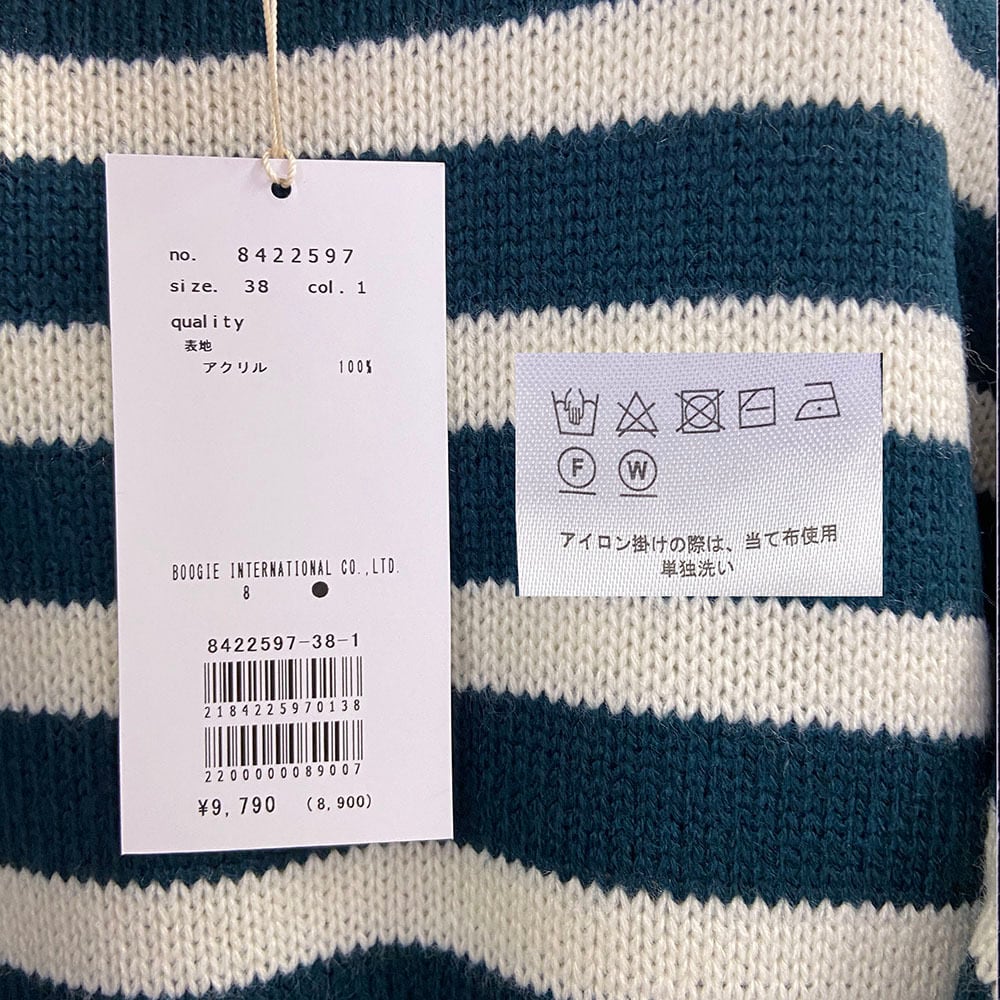 no. 8422597
size. 38 col. 1
quality
表地
アクリル 100%
BOOGIE INTERNATIONAL CO.,LTD.
8
8422597-38-1
2184225970138
2200000089007
¥9,790 (8,900)
F W
アイロン掛けの際は、当て布使用
単独洗い